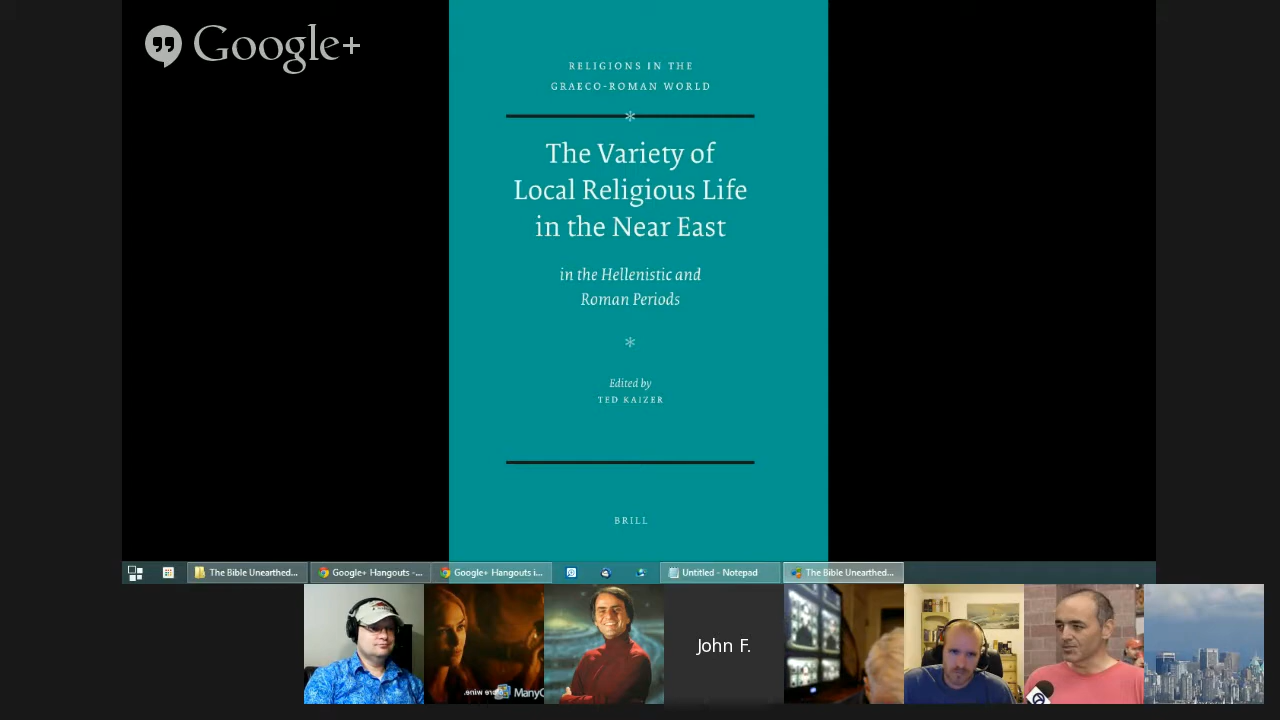 Google+
RELIGIONS IN THE
GRAECO-ROMAN WORLD
*
The Variety of
Local Religious Life
in the Near East
in the Hellenistic and
Roman Periods
*
Edited by
TED KAIZER
BRILL
The Bible Unearthed...
Google+ Hangouts -...
Google+ Hangouts i...
Untitled - Notepad
The Bible Unearthed...
John F.
ManyC